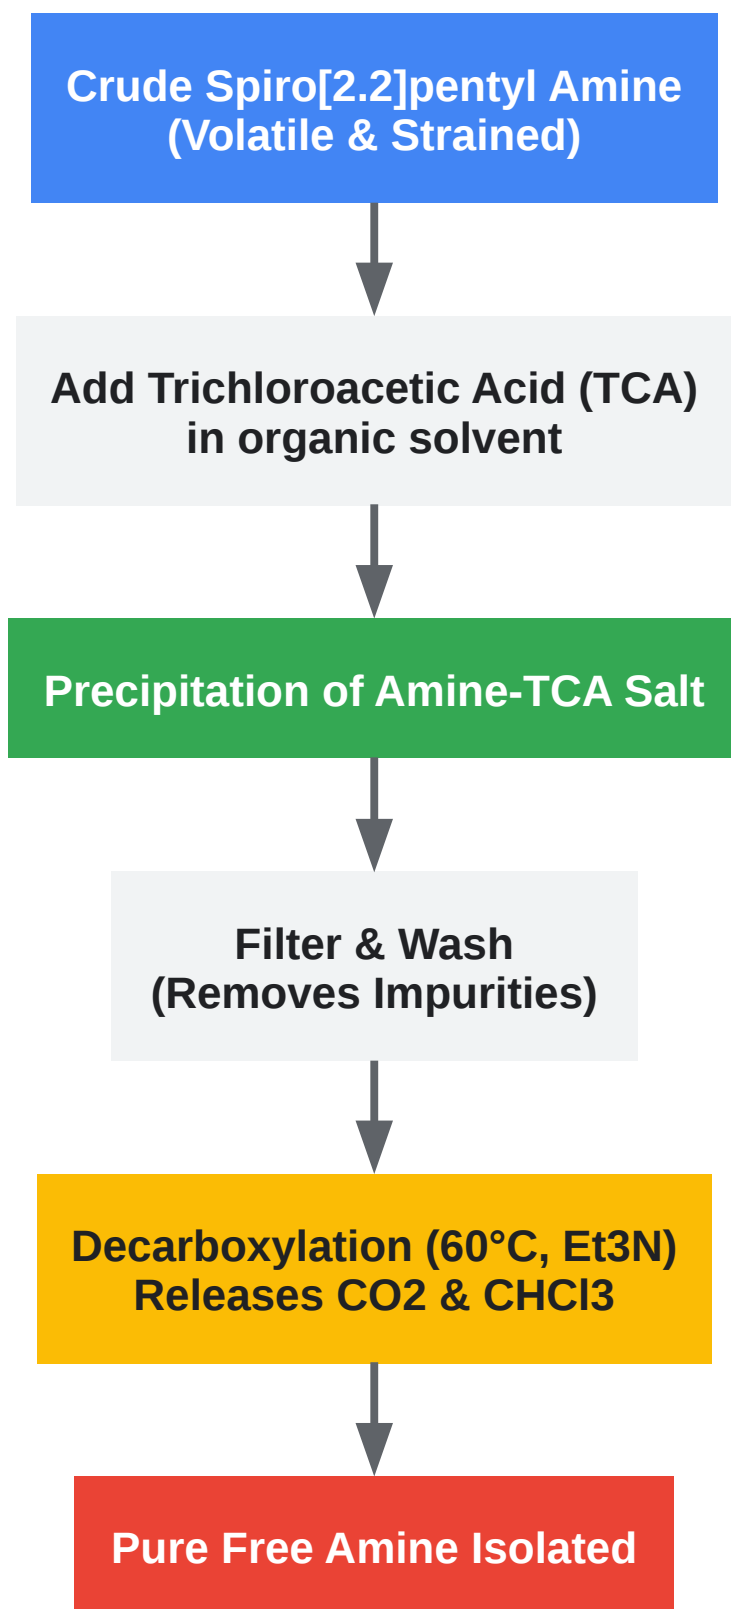 Crude Spiro[2.2]pentyl Amine
(Volatile & Strained)
Add Trichloroacetic Acid (TCA)
in organic solvent
Precipitation of Amine-TCA Salt
Filter & Wash
(Removes Impurities)
Decarboxylation (60°C, Et3N)
Releases CO2 & CHCl3
Pure Free Amine Isolated